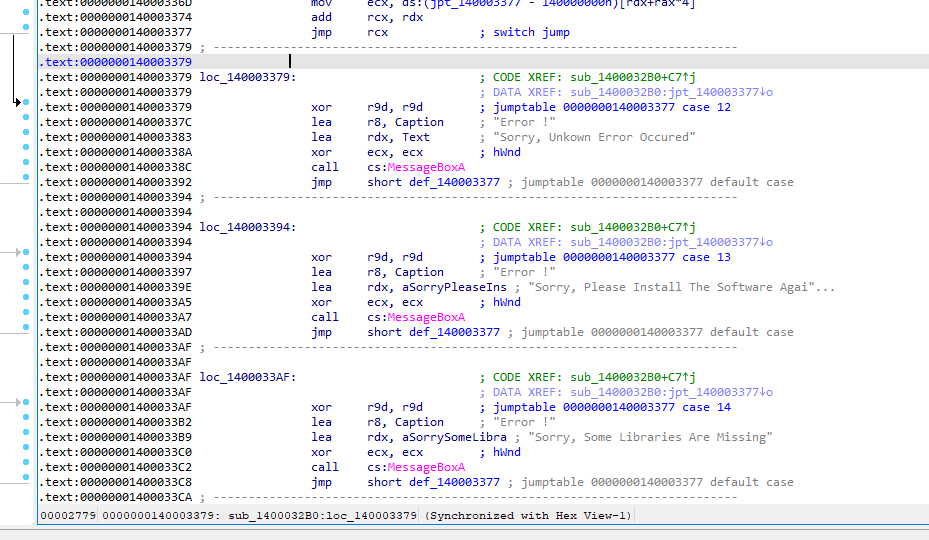 .text:000000014000336D mov ecx, ds:(jpt_140003377 - 140000000h)[rdx+rax*4]
.text:0000000140003374 add rcx, rdx
.text:0000000140003377 jmp rcx ; switch jump
.text:0000000140003379 ; ---------------------------------------------------------------------------
.text:0000000140003379
.text:0000000140003379 loc_140003379: ; CODE XREF: sub_1400032B0+C7↑j
.text:0000000140003379 ; DATA XREF: sub_1400032B0:jpt_140003377↓o
.text:0000000140003379 xor r9d, r9d ; jumptable 0000000140003377 case 12
.text:000000014000337C lea r8, Caption ; "Error !"
.text:0000000140003383 lea rdx, Text ; "Sorry, Unkown Error Occured"
.text:000000014000338A xor ecx, ecx ; hWnd
.text:000000014000338C call cs:MessageBoxA
.text:0000000140003392 jmp short def_140003377 ; jumptable 0000000140003377 default case
.text:0000000140003394 ; ---------------------------------------------------------------------------
.text:0000000140003394
.text:0000000140003394 loc_140003394: ; CODE XREF: sub_1400032B0+C7↑j
.text:0000000140003394 ; DATA XREF: sub_1400032B0:jpt_140003377↓o
.text:0000000140003394 xor r9d, r9d ; jumptable 0000000140003377 case 13
.text:0000000140003397 lea r8, Caption ; "Error !"
.text:000000014000339E lea rdx, aSorryPleaseIns ; "Sorry, Please Install The Software Agai"...
.text:00000001400033A5 xor ecx, ecx ; hWnd
.text:00000001400033A7 call cs:MessageBoxA
.text:00000001400033AD jmp short def_140003377 ; jumptable 0000000140003377 default case
.text:00000001400033AF ; ---------------------------------------------------------------------------
.text:00000001400033AF
.text:00000001400033AF loc_1400033AF: ; CODE XREF: sub_1400032B0+C7↑j
.text:00000001400033AF ; DATA XREF: sub_1400032B0:jpt_140003377↓o
.text:00000001400033AF xor r9d, r9d ; jumptable 0000000140003377 case 14
.text:00000001400033B2 lea r8, Caption ; "Error !"
.text:00000001400033B9 lea rdx, aSorrySomeLibra ; "Sorry, Some Libraries Are Missing"
.text:00000001400033C0 xor ecx, ecx ; hWnd
.text:00000001400033C2 call cs:MessageBoxA
.text:00000001400033C8 jmp short def_140003377 ; jumptable 0000000140003377 default case
.text:00000001400033CA ; ---------------------------------------------------------------------------
00002779 0000000140003379: sub_1400032B0:loc_140003379 (Synchronized with Hex View-1)